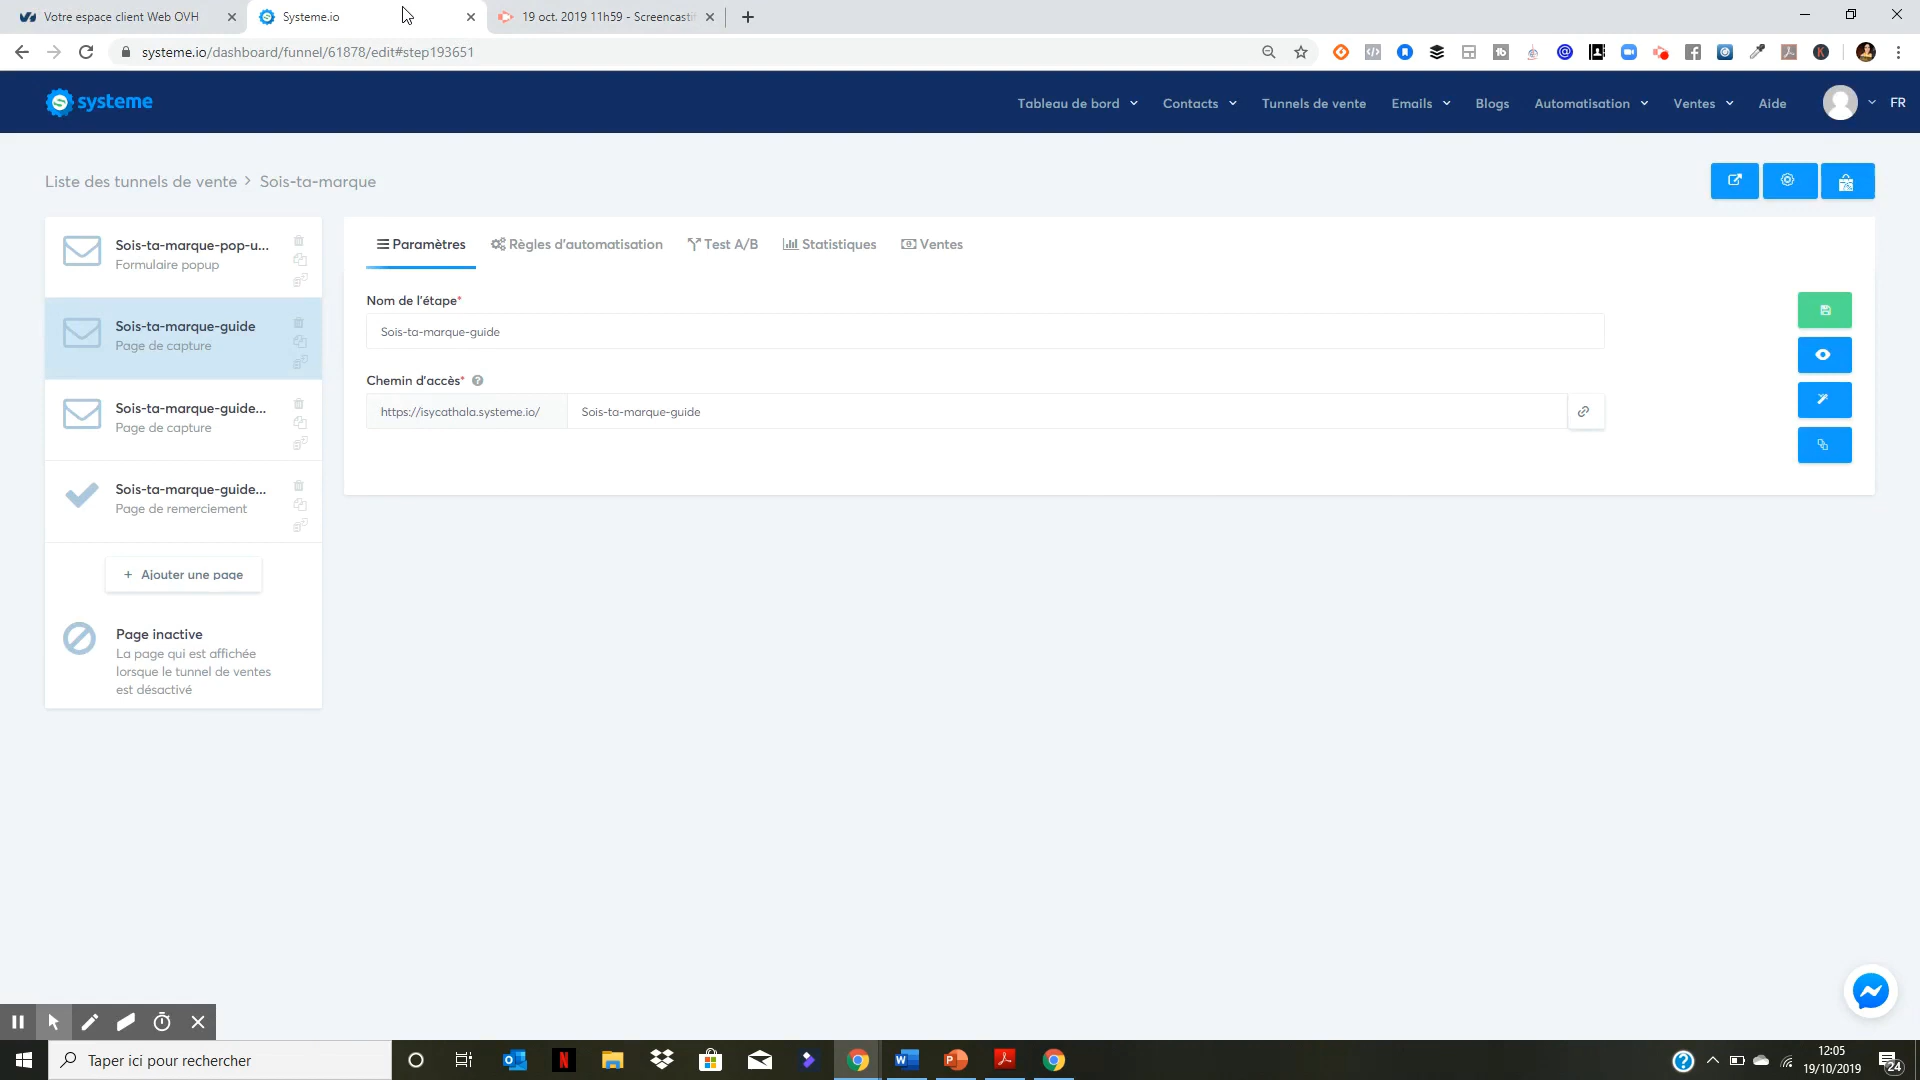 Votre espace client Web OVH
Systeme.io
19 oct. 2019 11h59 - Screencasti
systeme.io/dashboard/funnel/61878/edit#step193651
systeme
Tableau de bord
Contacts
Tunnels de vente
Emails
Blogs
Automatisation
Ventes
Aide
FR
Liste des tunnels de vente > Sois-ta-marque
Sois-ta-marque-pop-u...
Formulaire popup
Sois-ta-marque-guide
Page de capture
Sois-ta-marque-guide...
Page de capture
Sois-ta-marque-guide...
Page de remerciement
+ Ajouter une page
Page inactive
La page qui est affichée
lorsque le tunnel de ventes
est désactivé
Paramètres
Règles d'automatisation
Test A/B
Statistiques
Ventes
Nom de l'étape*
Sois-ta-marque-guide
Chemin d'accès*
https://isycathala.systeme.io/
Sois-ta-marque-guide
Taper ici pour rechercher
12:05
19/10/2019
24